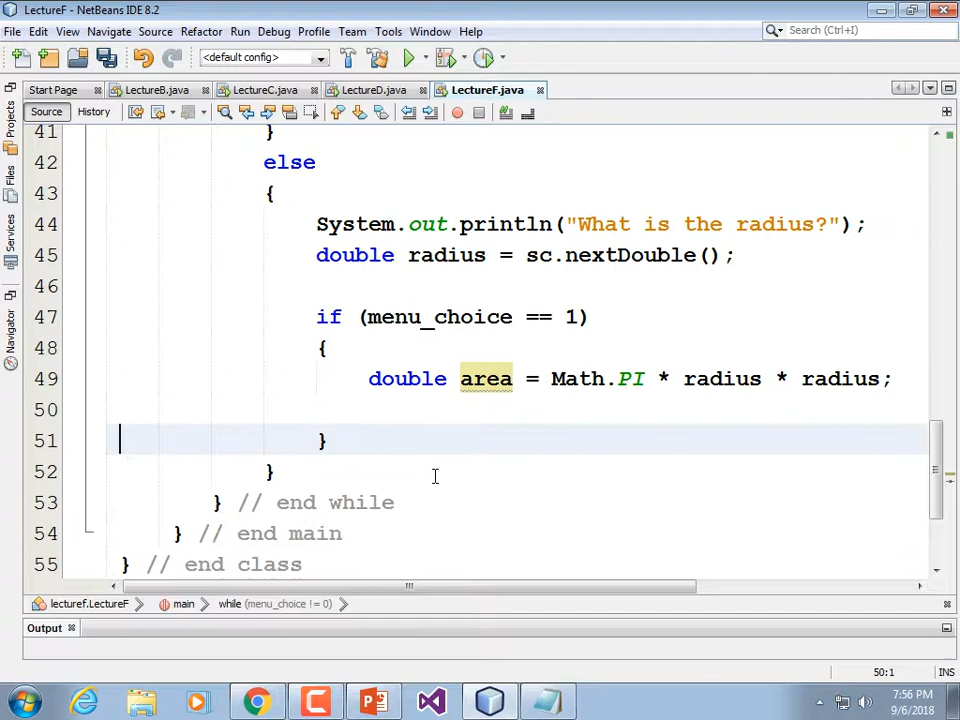 LectureF - NetBeans IDE 8.2
File Edit View Navigate Source Refactor Run Debug Profile Team Tools Window Help
Search (Ctrl+I)
<default config>
Start Page LectureB.java LectureC.java LectureD.java LectureF.java
Source History
Projects
Files
Services
Navigator
41 }
42 else
43 {
44 System.out.println("What is the radius?");
45 double radius = sc.nextDouble();
46
47 if (menu_choice == 1)
48 {
49 double area = Math.PI * radius * radius;
50
51 }
52 }
53 } // end while
54 } // end main
55 } // end class
lecturef.LectureF main while (menu_choice != 0)
Output
50:1 INS
7:56 PM
9/6/2018